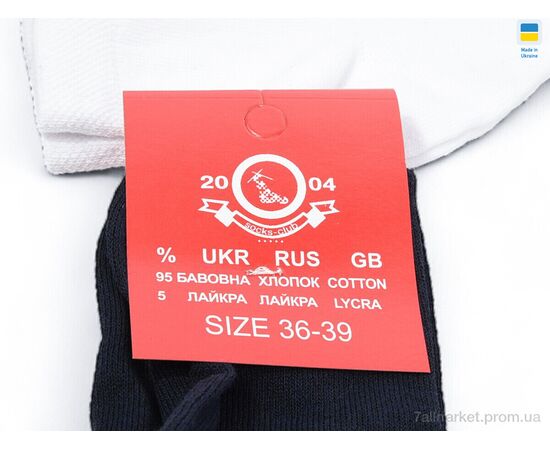 Made in
Ukraine
20 04
socks-club
% UKR RUS GB
95 БАВОВНА ХЛОПОК COTTON
5 ЛАЙКРА ЛАЙКРА LYCRA
SIZE 36-39
7allmarket.prom.ua